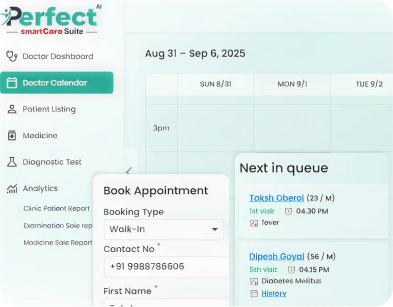 Perfect AI
smartCare Suite
Doctor Dashboard
Doctor Calendar
Patient Listing
Medicine
Diagnostic Test
Analytics
Clinic Patient Report
Examination Sale rep
Medicine Sale Report
Aug 31 – Sep 6, 2025
SUN 8/31 MON 9/1 TUE 9/2
3pm
Book Appointment
Booking Type
Walk-In
Contact No *
+91 9988786606
First Name *
Next in queue
Taksh Oberoi (23 / M)
1st visit 04.30 PM
fever
Dipesh Goyal (56 / M)
5th visit 04.15 PM
Diabetes Mellitus
History